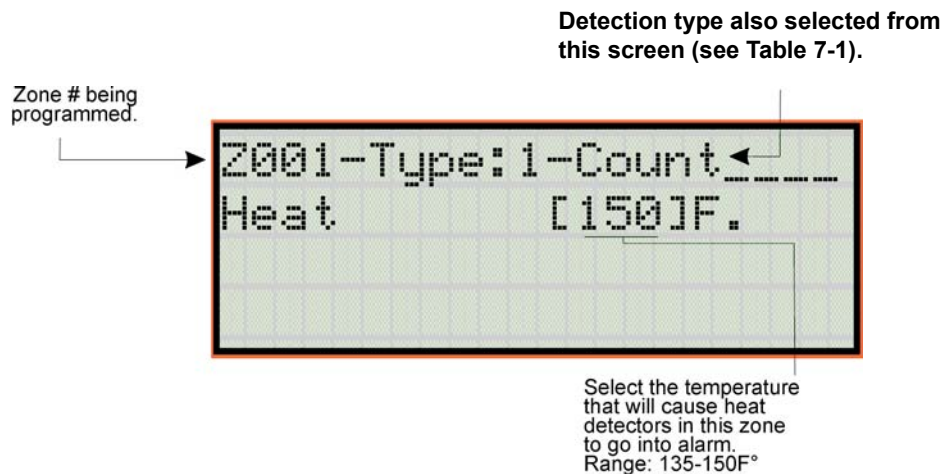 Detection type also selected from
this screen (see Table 7-1).
Zone # being
programmed.
Z001-Type:1-Count____
Heat [150]F.
Select the temperature
that will cause heat
detectors in this zone
to go into alarm.
Range: 135-150F°